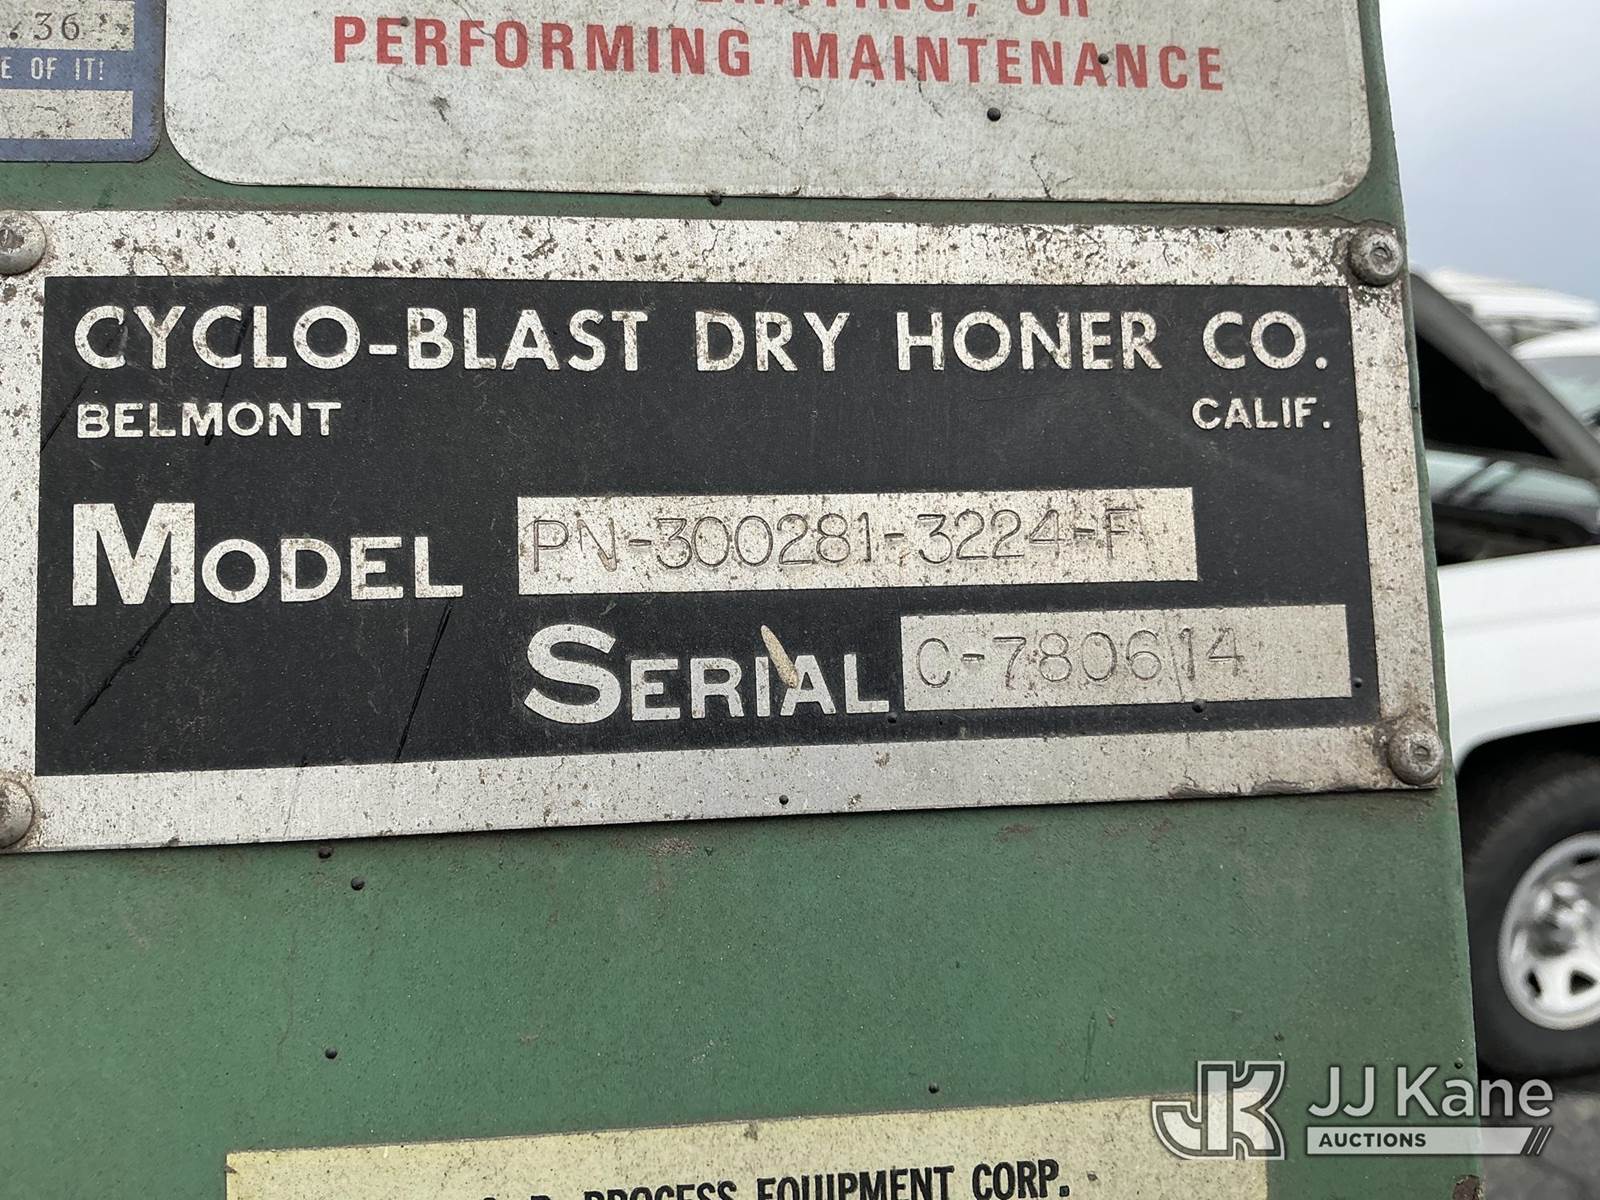 .36
E OF IT!
PERFORMING MAINTENANCE
CYCLO-BLAST DRY HONER CO.
BELMONT CALIF.
MODEL PN-300281-3224-F
SERIAL C-780614
PROCESS EQUIPMENT CORP.
JK JJ Kane
AUCTIONS